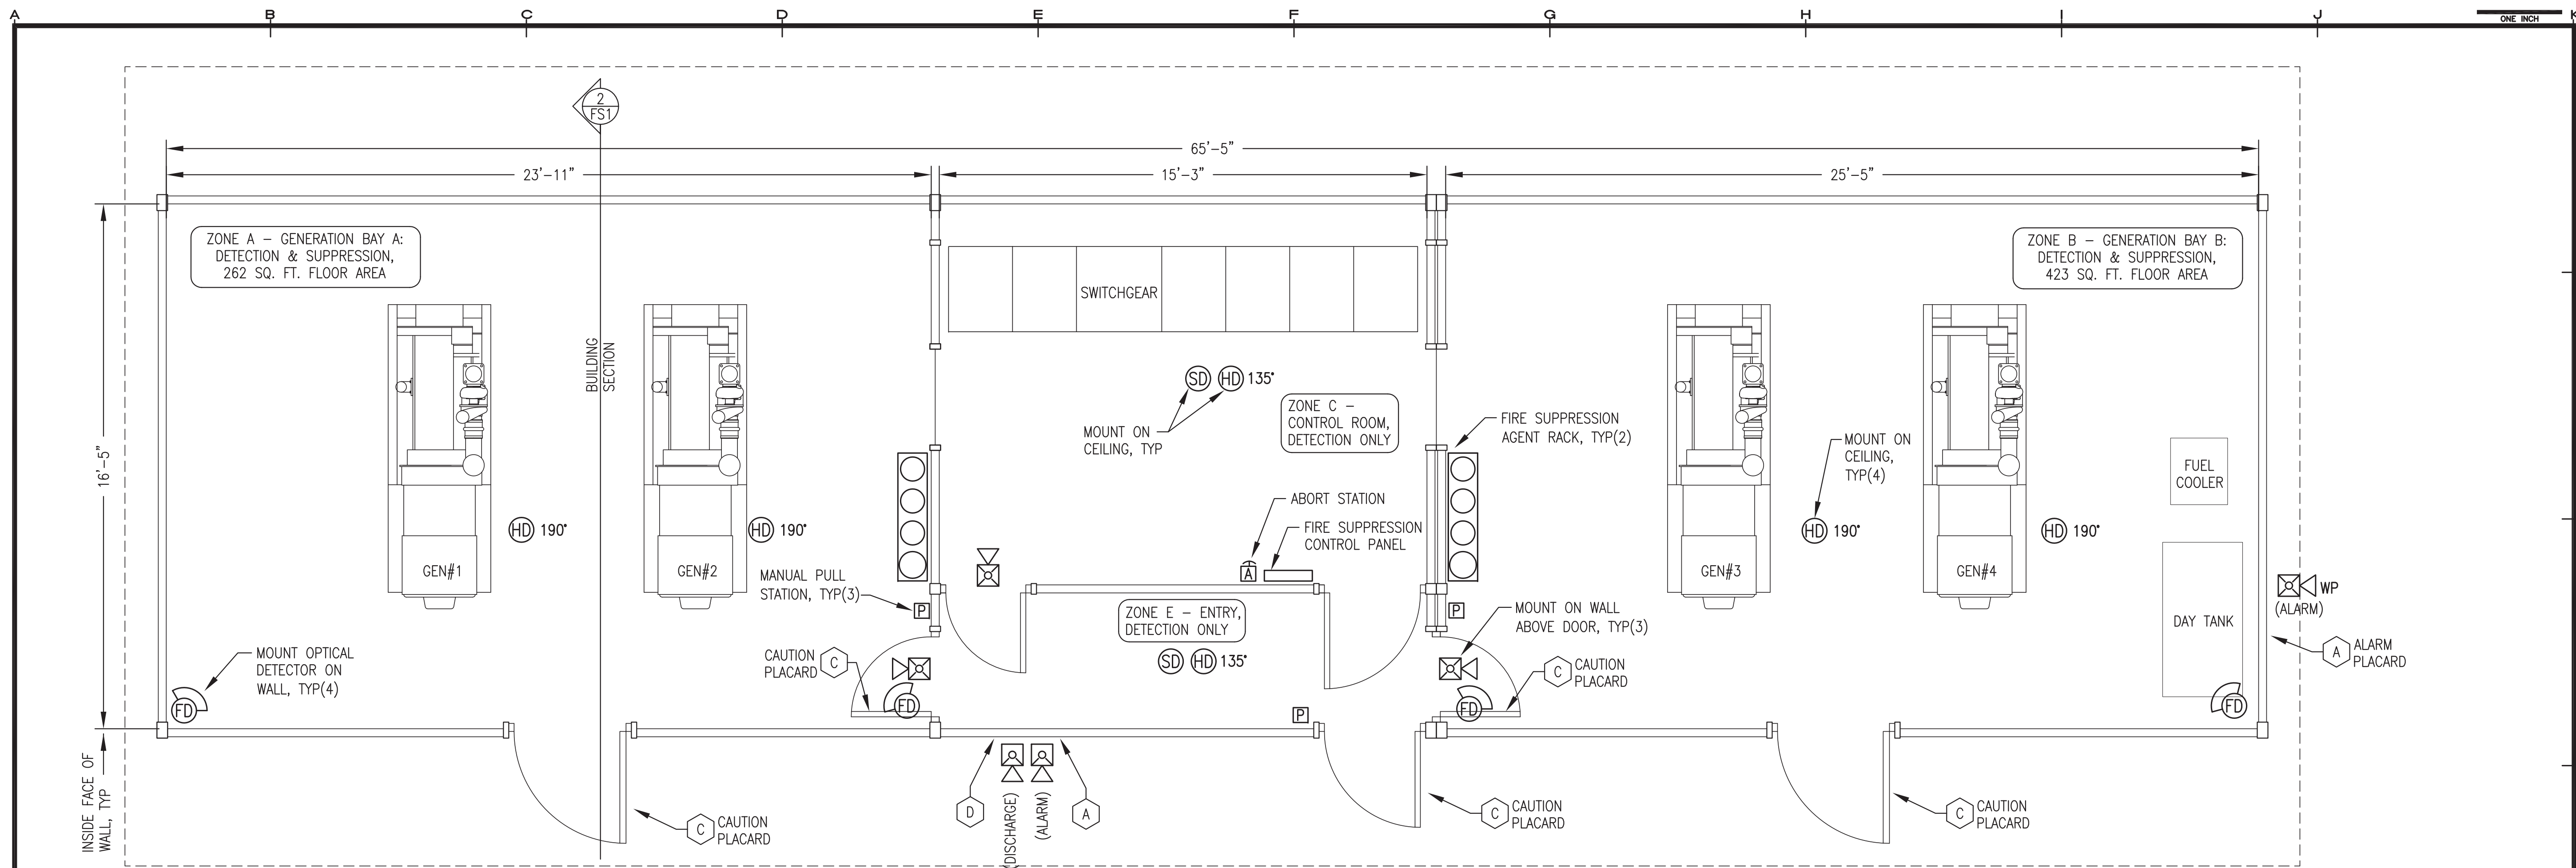 A
B
C
D
E
F
G
H
I
J
K
ONE INCH
2
FS1
65'-5"
23'-11"
15'-3"
25'-5"
ZONE A – GENERATION BAY A:
DETECTION & SUPPRESSION,
262 SQ. FT. FLOOR AREA
ZONE B – GENERATION BAY B:
DETECTION & SUPPRESSION,
423 SQ. FT. FLOOR AREA
SWITCHGEAR
BUILDING
SECTION
16'-5"
SD
HD
135°
MOUNT ON
CEILING, TYP
ZONE C –
CONTROL ROOM,
DETECTION ONLY
FIRE SUPPRESSION
AGENT RACK, TYP(2)
MOUNT ON
CEILING,
TYP(4)
FUEL
COOLER
ABORT STATION
FIRE SUPPRESSION
CONTROL PANEL
A
HD 190°
HD 190°
HD 190°
HD 190°
GEN#1
GEN#2
GEN#3
GEN#4
MANUAL PULL
STATION, TYP(3)
P
P
ZONE E – ENTRY,
DETECTION ONLY
SD
HD
135°
MOUNT ON WALL
ABOVE DOOR, TYP(3)
DAY TANK
WP
(ALARM)
A
ALARM
PLACARD
MOUNT OPTICAL
DETECTOR ON
WALL, TYP(4)
CAUTION
PLACARD
C
C
CAUTION
PLACARD
FD
FD
FD
FD
P
INSIDE FACE OF
WALL, TYP
C
CAUTION
PLACARD
D
(DISCHARGE)
(ALARM)
A
C
CAUTION
PLACARD
C
CAUTION
PLACARD